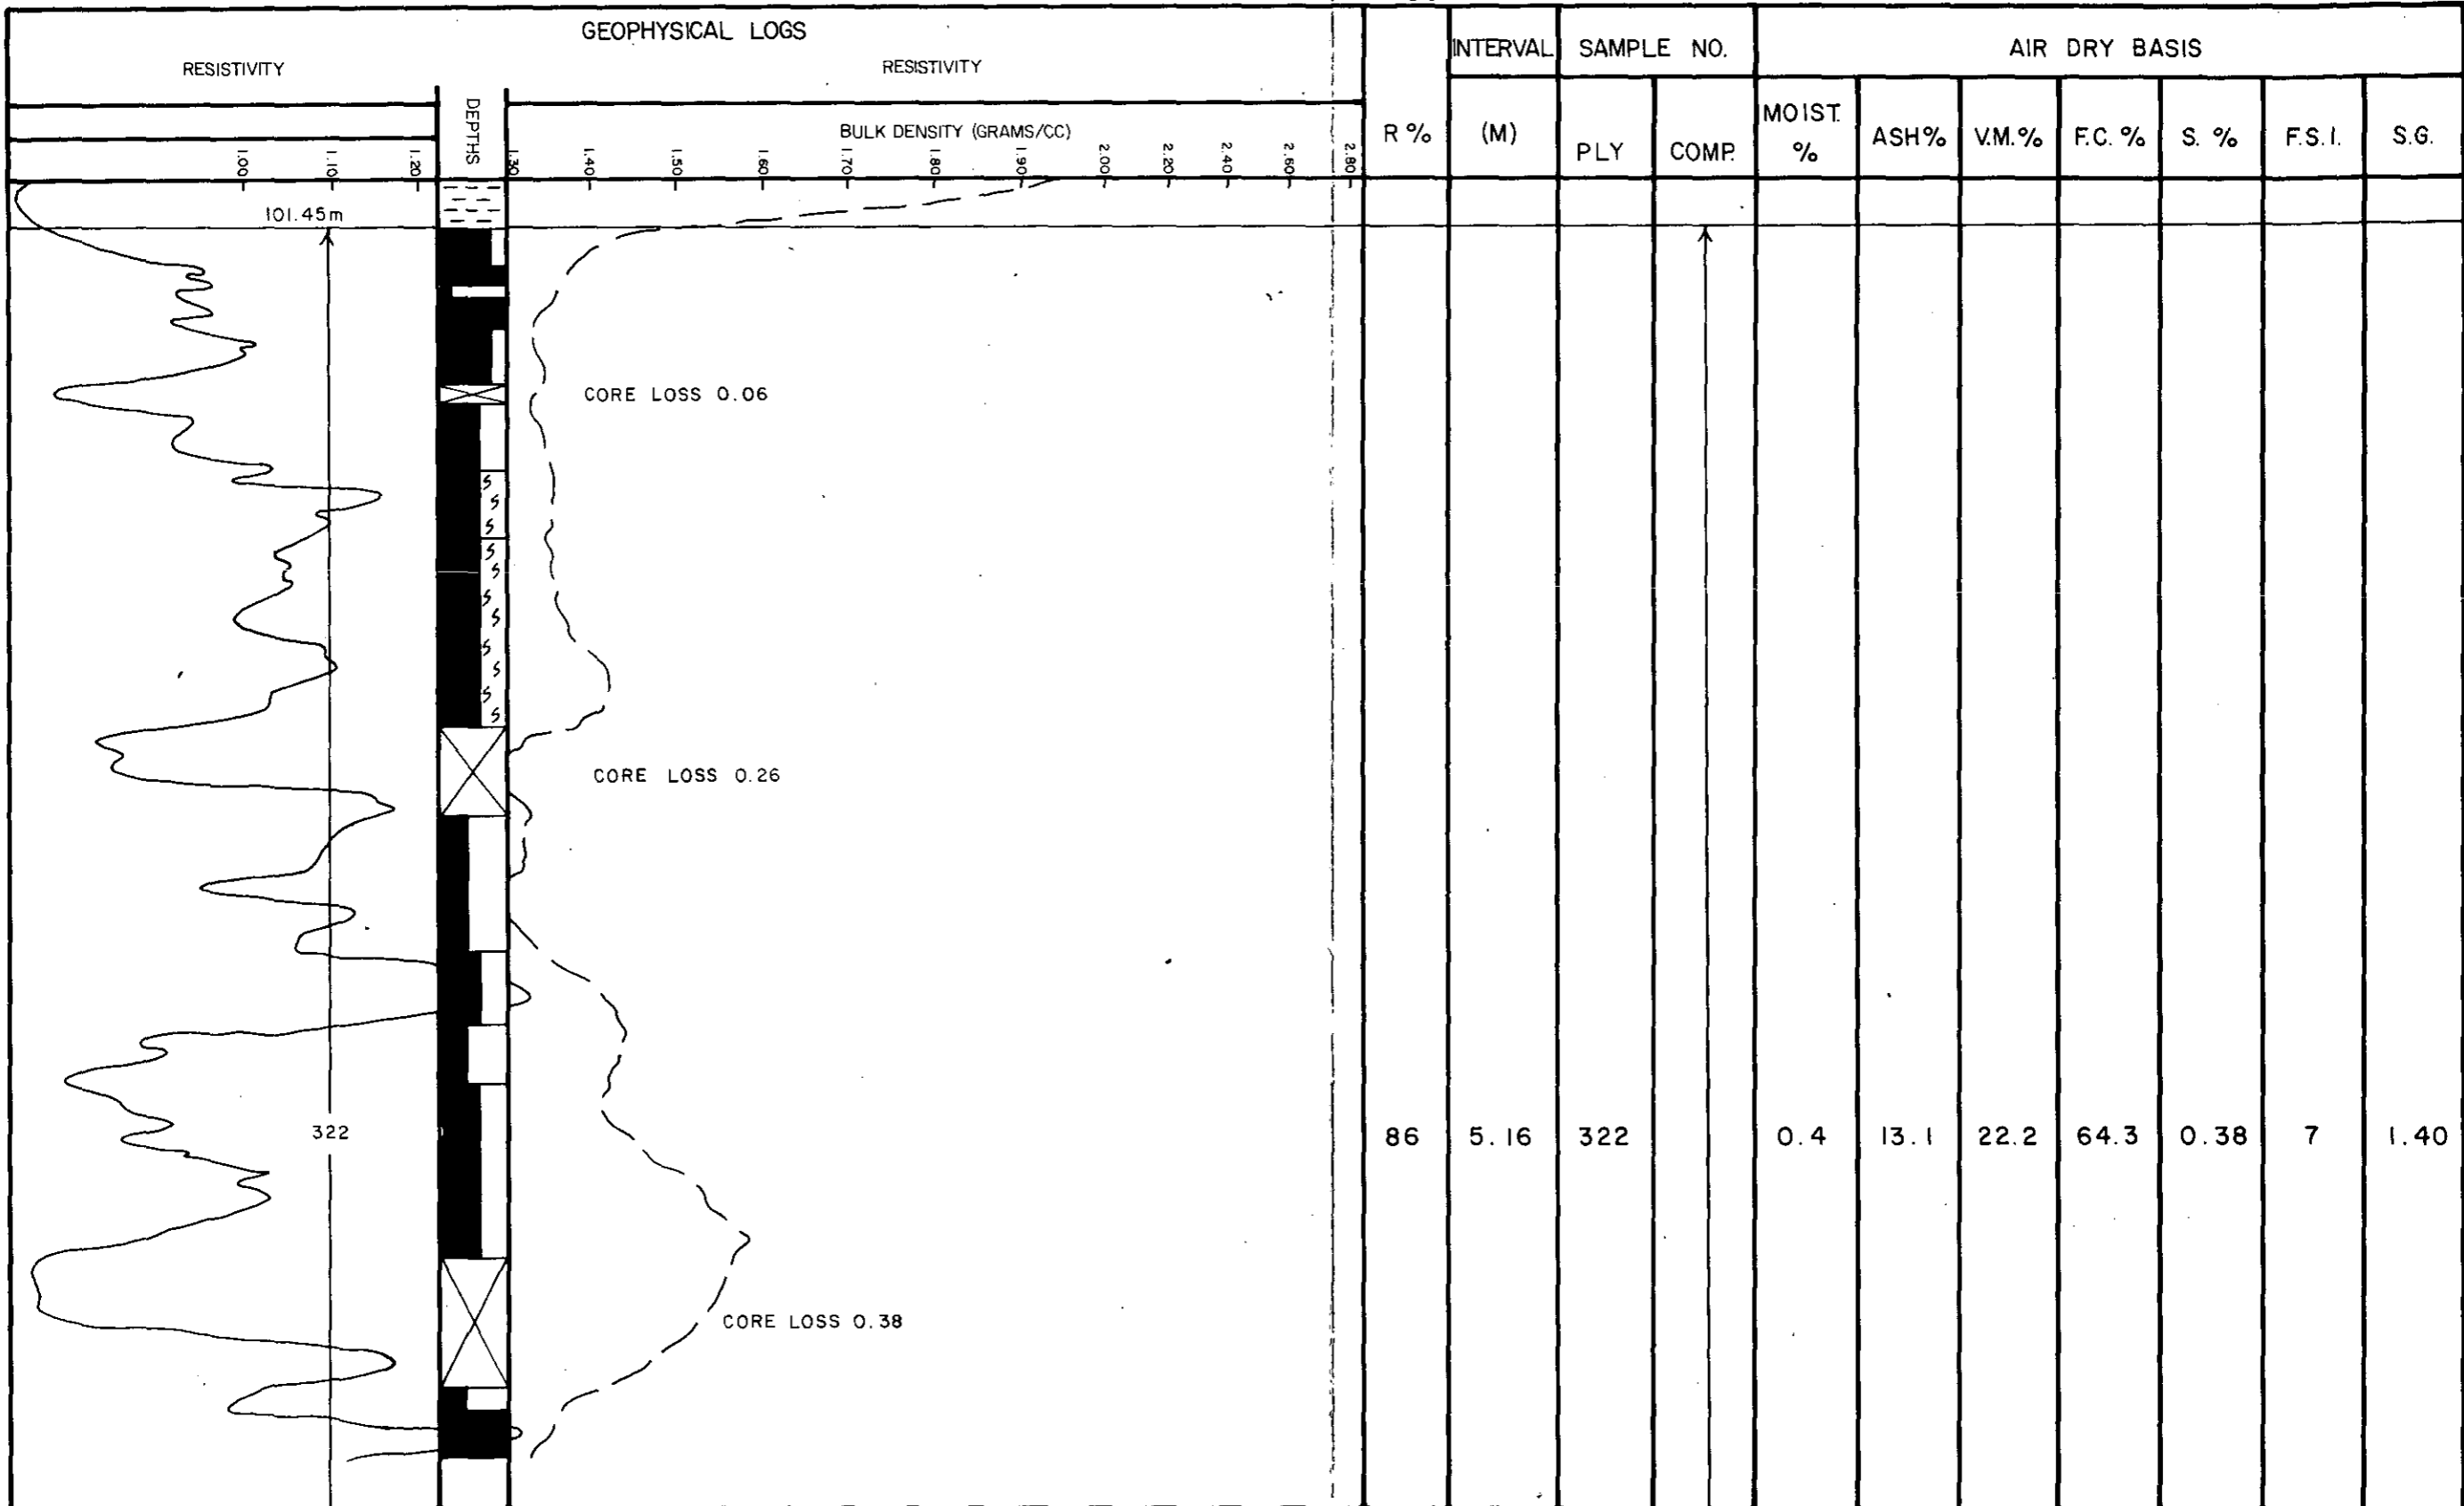 GEOPHYSICAL LOGS
RESISTIVITY
RESISTIVITY
DEPTHS
BULK DENSITY (GRAMS/CC)
1.00 1.10 1.20 1.30 1.40 1.50 1.60 1.70 1.80 1.90 2.00 2.20 2.40 2.60 2.80
R %
INTERVAL
(M)
SAMPLE NO.
PLY
COMP.
AIR DRY BASIS
MOIST. %
ASH %
V.M. %
F.C. %
S. %
F.S.I.
S.G.
101.45m
CORE LOSS 0.06
CORE LOSS 0.26
322
86 5.16 322 0.4 13.1 22.2 64.3 0.38 7 1.40
CORE LOSS 0.38